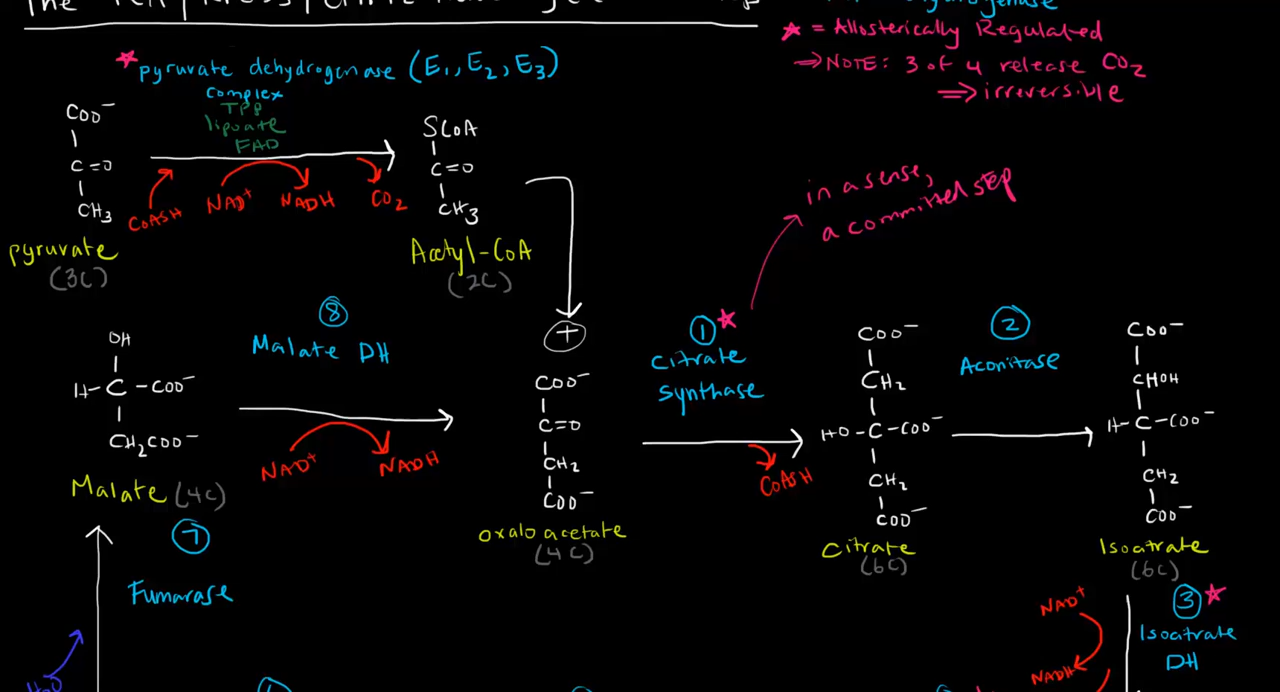 The
= Allosterically Regulated
⇒ NOTE: 3 of 4 release CO2
⇒ irreversible
pyruvate dehydrogenase (E1, E2, E3)
complex
TPP
lipoate
FAD
COO−
C=O
CH3
pyruvate
(3C)
CoASH
NAD+
NADH
CO2
SCoA
C=O
CH3
Acetyl-CoA
(2C)
in a sense,
a committed step
8
Malate DH
OH
H-C-COO−
CH2COO−
Malate (4C)
NAD+
NADH
+
COO−
C=O
CH2
COO−
oxaloacetate
(4C)
1
Citrate
synthase
CoASH
COO−
CH2
HO-C-COO−
CH2
COO−
Citrate
(6C)
2
Aconitase
COO−
CHOH
H-C-COO−
CH2
COO−
Isocitrate
(6C)
7
Fumarase
H2O
NAD+
NADH
3
Isocitrate
DH